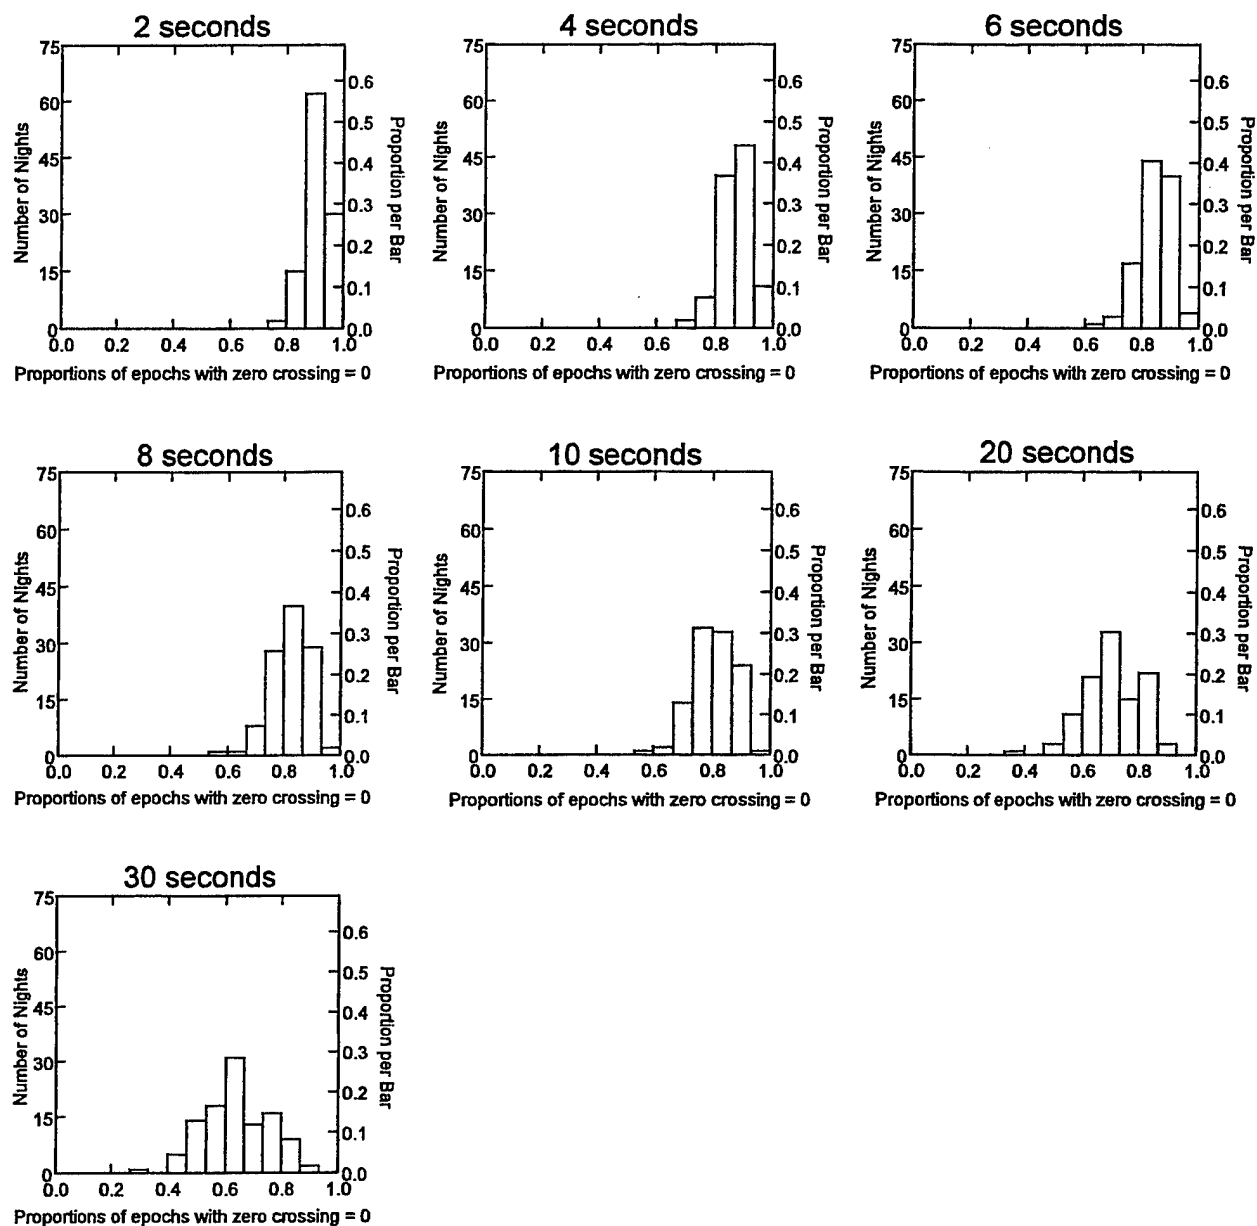 2 seconds
75
60
45
30
15
0
Number of Nights
0.6
0.5
0.4
0.3
0.2
0.1
0.0
Proportion per Bar
0.0 0.2 0.4 0.6 0.8 1.0
Proportions of epochs with zero crossing = 0
4 seconds
75
60
45
30
15
0
Number of Nights
0.6
0.5
0.4
0.3
0.2
0.1
0.0
Proportion per Bar
0.0 0.2 0.4 0.6 0.8 1.0
Proportions of epochs with zero crossing = 0
6 seconds
75
60
45
30
15
0
Number of Nights
0.6
0.5
0.4
0.3
0.2
0.1
0.0
Proportion per Bar
0.0 0.2 0.4 0.6 0.8 1.0
Proportions of epochs with zero crossing = 0
8 seconds
75
60
45
30
15
0
Number of Nights
0.6
0.5
0.4
0.3
0.2
0.1
0.0
Proportion per Bar
0.0 0.2 0.4 0.6 0.8 1.0
Proportions of epochs with zero crossing = 0
10 seconds
75
60
45
30
15
0
Number of Nights
0.6
0.5
0.4
0.3
0.2
0.1
0.0
Proportion per Bar
0.0 0.2 0.4 0.6 0.8 1.0
Proportions of epochs with zero crossing = 0
20 seconds
75
60
45
30
15
0
Number of Nights
0.6
0.5
0.4
0.3
0.2
0.1
0.0
Proportion per Bar
0.0 0.2 0.4 0.6 0.8 1.0
Proportions of epochs with zero crossing = 0
30 seconds
75
60
45
30
15
0
Number of Nights
0.6
0.5
0.4
0.3
0.2
0.1
0.0
Proportion per Bar
0.0 0.2 0.4 0.6 0.8 1.0
Proportions of epochs with zero crossing = 0